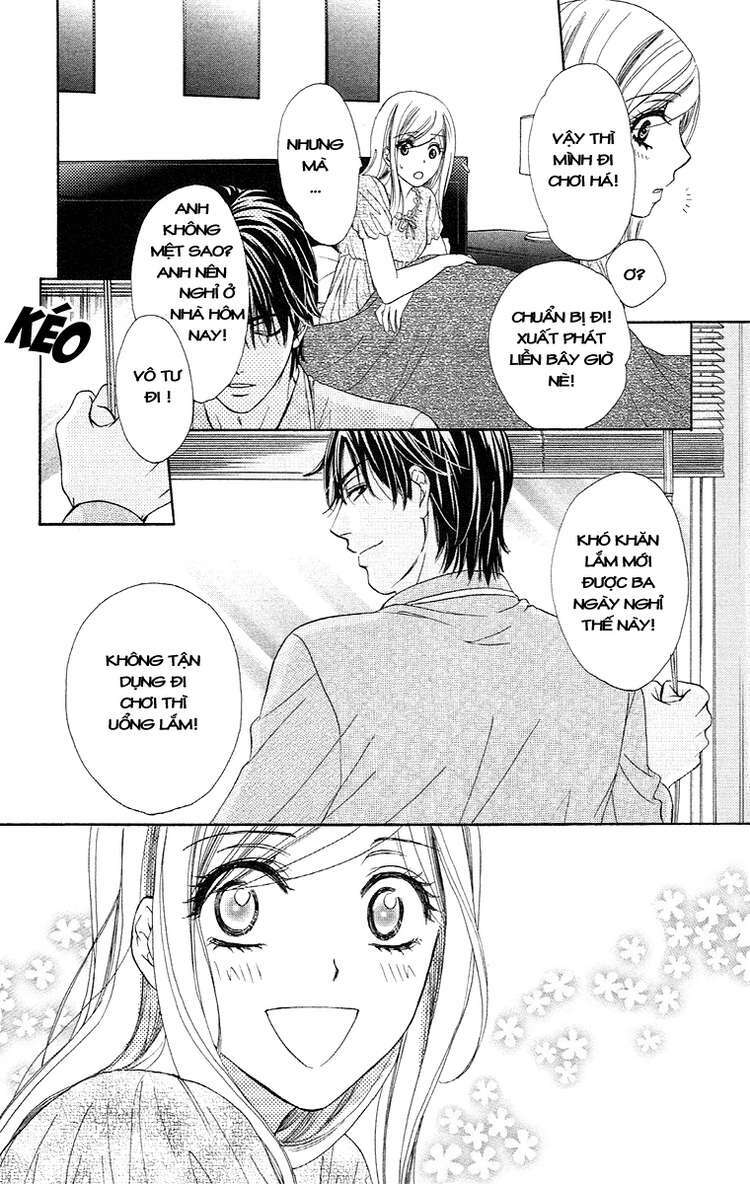 VẬY THÌ
MÌNH ĐI
CHƠI HÁ!
Ơ?
CHUẨN BỊ ĐI!
XUẤT PHÁT
LIỀN BÂY GIỜ
NÈ!
NHƯNG
MÀ
...
ANH
KHÔNG
MỆT SAO?
ANH NÊN
NGHỈ Ở
NHÀ HÔM
NAY!
VÔ TƯ
ĐI !
KÉO
KHÓ KHĂN
LẮM MỚI
ĐƯỢC BA
NGÀY NGHỈ
THẾ NÀY!
KHÔNG TẬN
DỤNG ĐI
CHƠI THÌ
UỔNG LẮM!